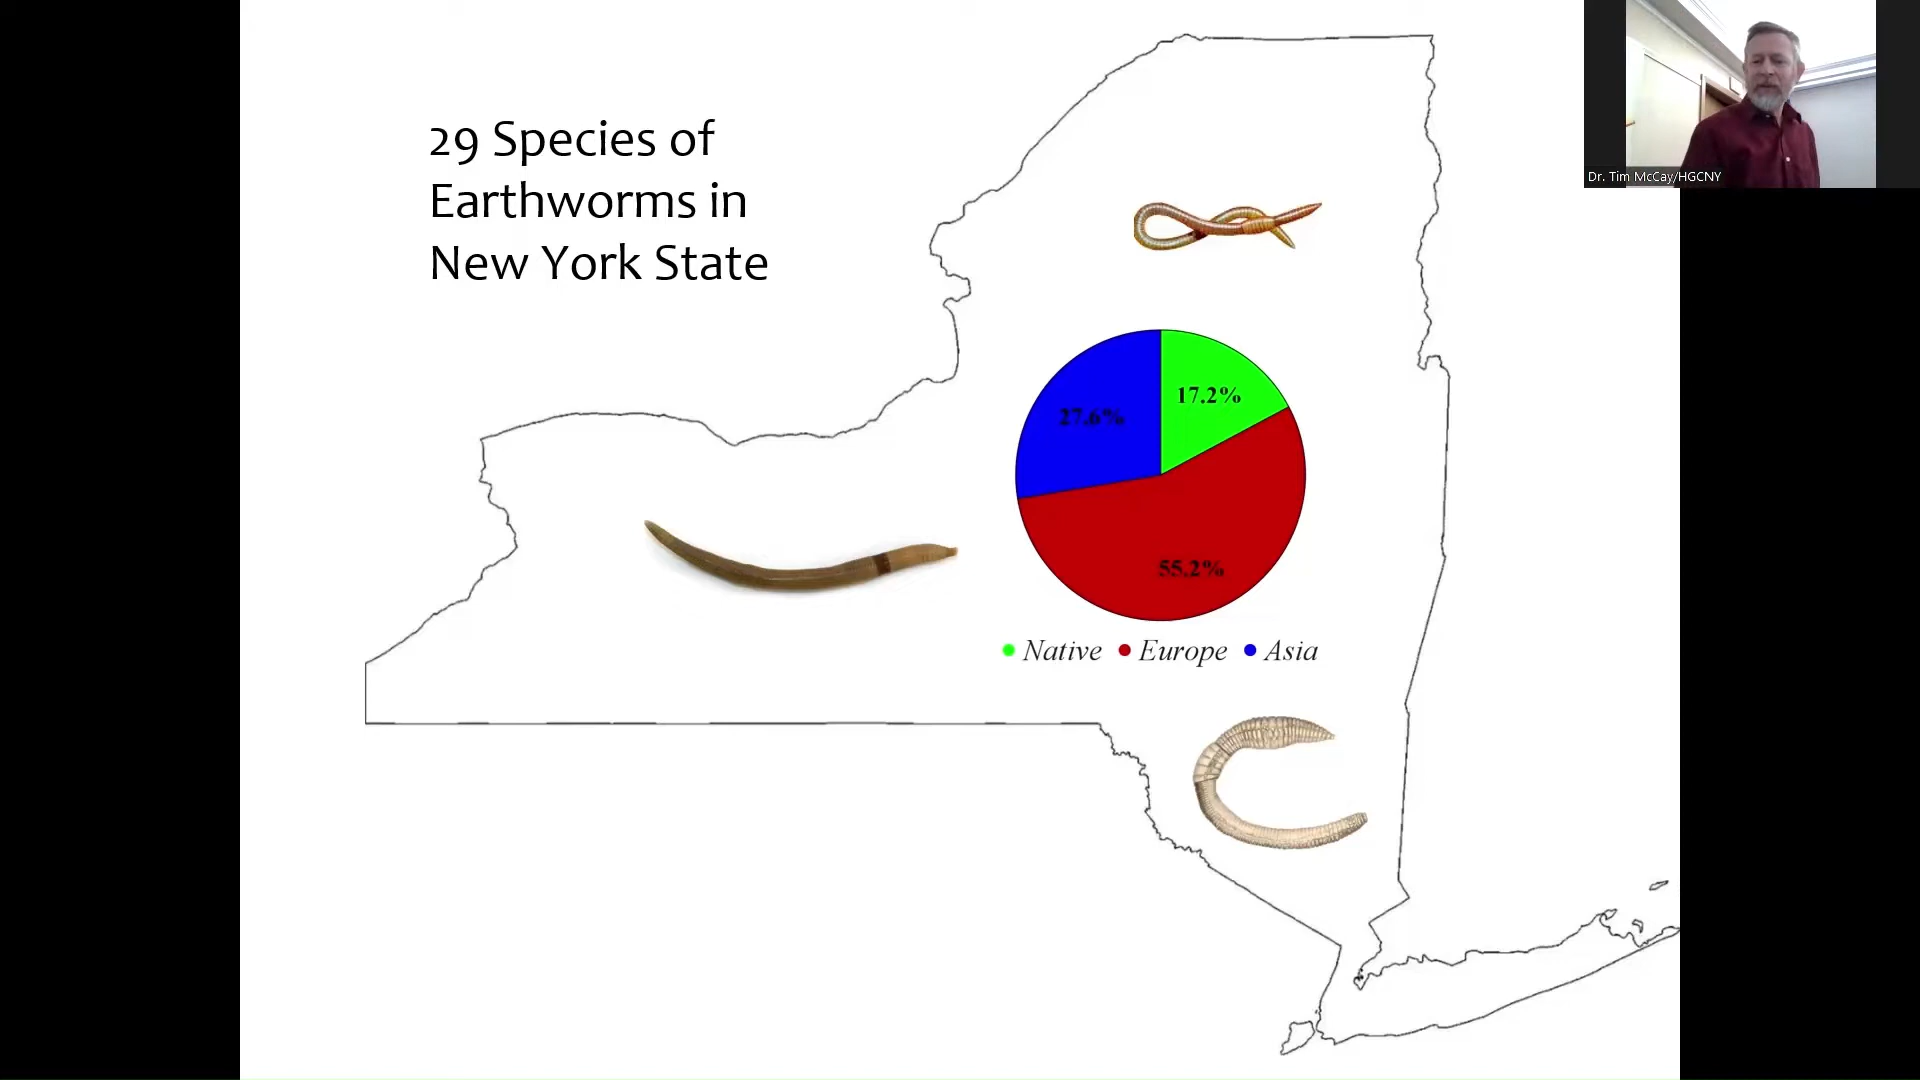 29 Species of
Earthworms in
New York State
Dr. Tim McCay/HGCNY
17.2%
27.6%
55.2%
Native Europe Asia